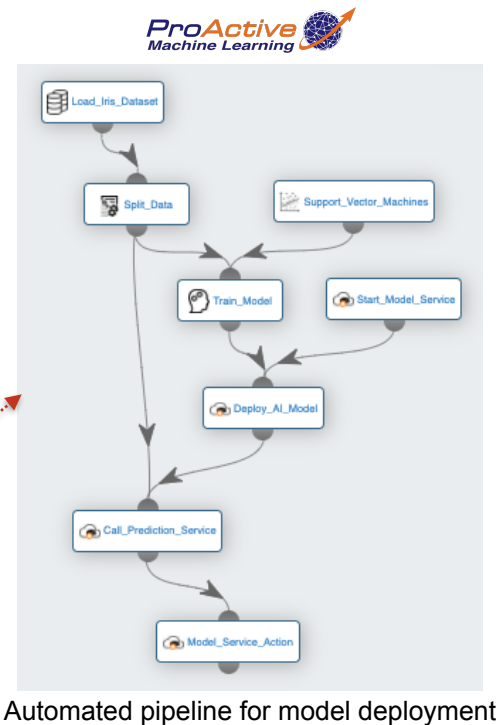 ProActive
Machine Learning
Load_Iris_Dataset
Split_Data
Support_Vector_Machines
Train_Model
Start_Model_Service
Deploy_AI_Model
Call_Prediction_Service
Model_Service_Action
Automated pipeline for model deployment